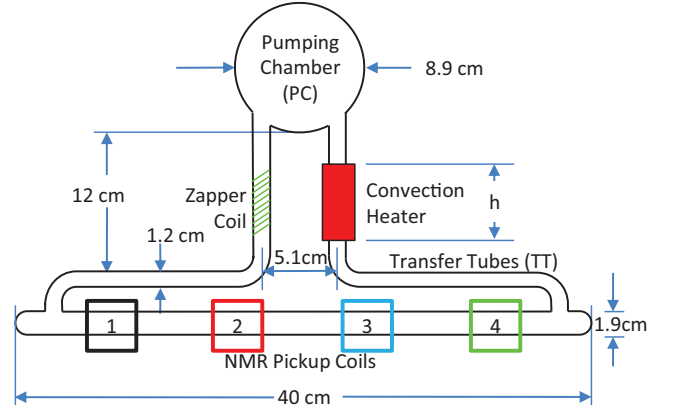 Pumping
Chamber
(PC)
8.9 cm
12 cm
Zapper
Coil
Convection
Heater
h
1.2 cm
5.1cm
Transfer Tubes (TT)
1
2
3
4
1.9cm
NMR Pickup Coils
40 cm